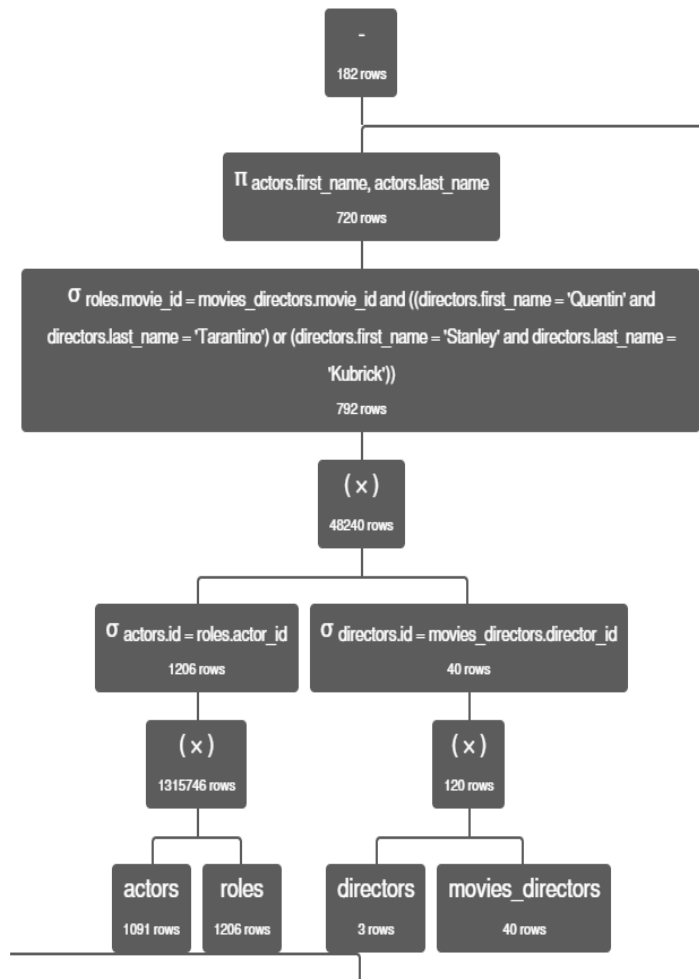 -
182 rows
π actors.first_name, actors.last_name
720 rows
σ roles.movie_id = movies_directors.movie_id and ((directors.first_name = 'Quentin' and
directors.last_name = 'Tarantino') or (directors.first_name = 'Stanley' and directors.last_name =
'Kubrick'))
792 rows
( × )
48240 rows
σ actors.id = roles.actor_id
1206 rows
σ directors.id = movies_directors.director_id
40 rows
( × )
1315746 rows
( × )
120 rows
actors
1091 rows
roles
1206 rows
directors
3 rows
movies_directors
40 rows